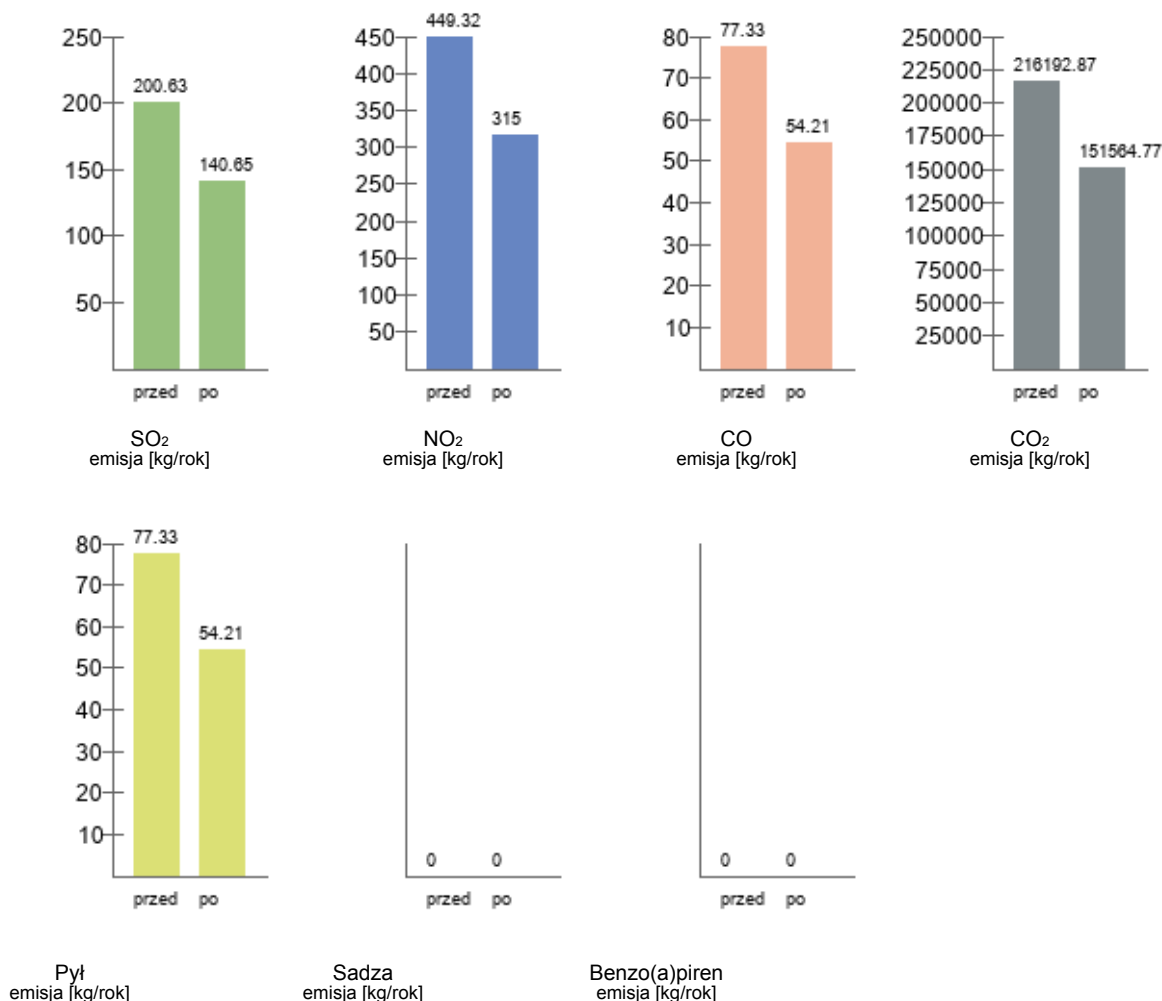 449.32
77.33
250
200.63
200
140.65
150
100
50
przed po
SO2
emisja [kg/rok]
450
400
350
315
300
250
200
150
100
50
przed po
NO2
emisja [kg/rok]
80
70
60
54.21
50
40
30
20
10
przed po
CO
emisja [kg/rok]
250000
225000
216192.87
200000
175000
151564.77
150000
125000
100000
75000
50000
25000
przed po
CO2
emisja [kg/rok]
77.33
80
70
60
54.21
50
40
30
20
10
przed po
Pył
emisja [kg/rok]
0 0
przed po
Sadza
emisja [kg/rok]
0 0
przed po
Benzo(a)piren
emisja [kg/rok]